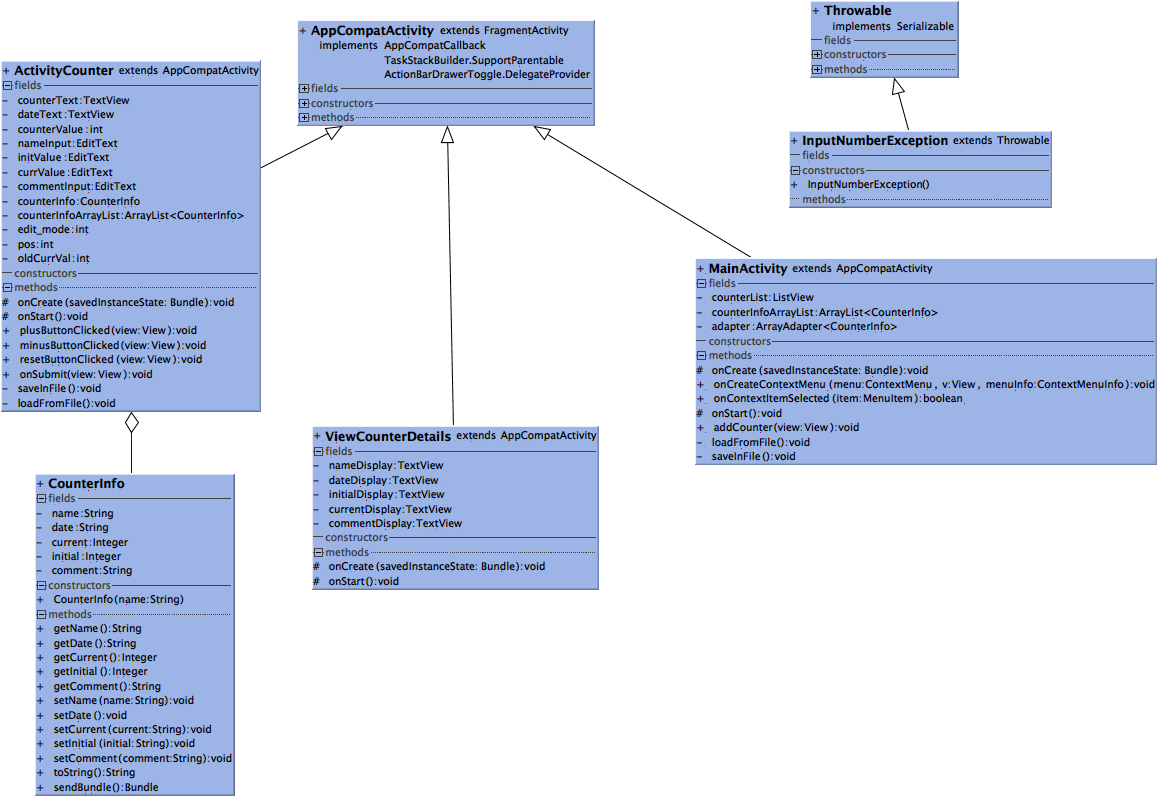 + ActivityCounter extends AppCompatActivity
fields
- counterText:TextView
- dateText:TextView
- counterValue:int
- nameInput:EditText
- initValue:EditText
- currValue:EditText
- commentInput:EditText
- counterInfo:CounterInfo
- counterInfoArrayList:ArrayList<CounterInfo>
- edit_mode:int
- pos:int
- oldCurrVal:int
constructors
methods
# onCreate(savedInstanceState: Bundle):void
# onStart():void
+ plusButtonClicked(view:View):void
+ minusButtonClicked(view:View):void
+ resetButtonClicked(view:View):void
+ onSubmit(view:View):void
- saveInFile():void
- loadFromFile():void
+ AppCompatActivity extends FragmentActivity
implements AppCompatCallback
TaskStackBuilder.SupportParentable
ActionBarDrawerToggle.DelegateProvider
fields
constructors
methods
+ Throwable
implements Serializable
fields
constructors
methods
+ InputNumberException extends Throwable
fields
constructors
+ InputNumberException()
methods
+ MainActivity extends AppCompatActivity
fields
- counterList:ListView
- counterInfoArrayList:ArrayList<CounterInfo>
- adapter:ArrayAdapter<CounterInfo>
constructors
methods
# onCreate(savedInstanceState: Bundle):void
+ onCreateContextMenu(menu:ContextMenu, v:View, menuInfo:ContextMenuInfo):void
+ onContextItemSelected(item:MenuItem):boolean
# onStart():void
+ addCounter(view:View):void
- loadFromFile():void
- saveInFile():void
+ ViewCounterDetails extends AppCompatActivity
fields
- nameDisplay:TextView
- dateDisplay:TextView
- initialDisplay:TextView
- currentDisplay:TextView
- commentDisplay:TextView
constructors
methods
# onCreate(savedInstanceState: Bundle):void
# onStart():void
+ CounterInfo
fields
- name:String
- date:String
- current:Integer
- initial:Integer
- comment:String
constructors
+ CounterInfo(name:String)
methods
+ getName():String
+ getDate():String
+ getCurrent():Integer
+ getInitial():Integer
+ getComment():String
+ setName(name:String):void
+ setDate():void
+ setCurrent(current:String):void
+ setInitial(initial:String):void
+ setComment(comment:String):void
+ toString():String
+ sendBundle():Bundle